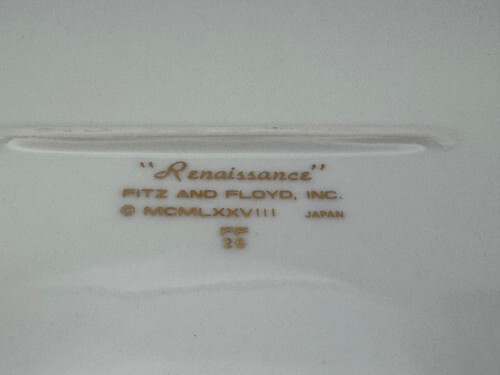 "Renaissance"
FITZ AND FLOYD, INC.
© MCMLXXVIII JAPAN
FF
26